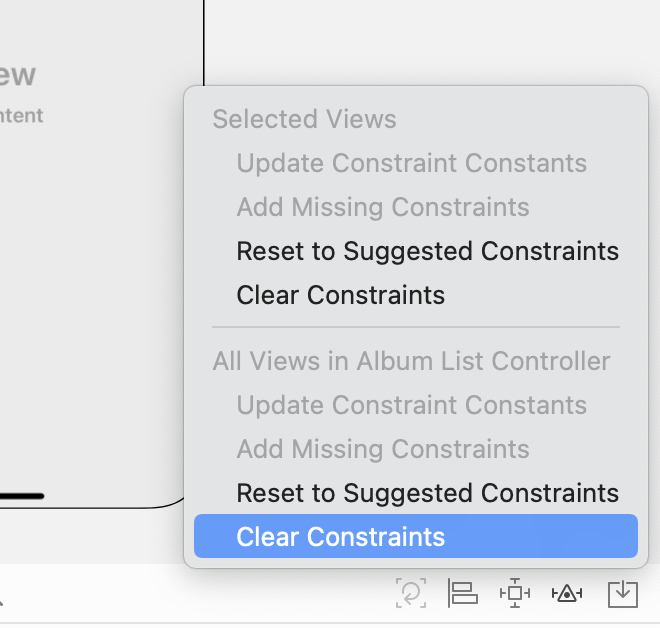 ew
ntent
Selected Views
Update Constraint Constants
Add Missing Constraints
Reset to Suggested Constraints
Clear Constraints
All Views in Album List Controller
Update Constraint Constants
Add Missing Constraints
Reset to Suggested Constraints
Clear Constraints